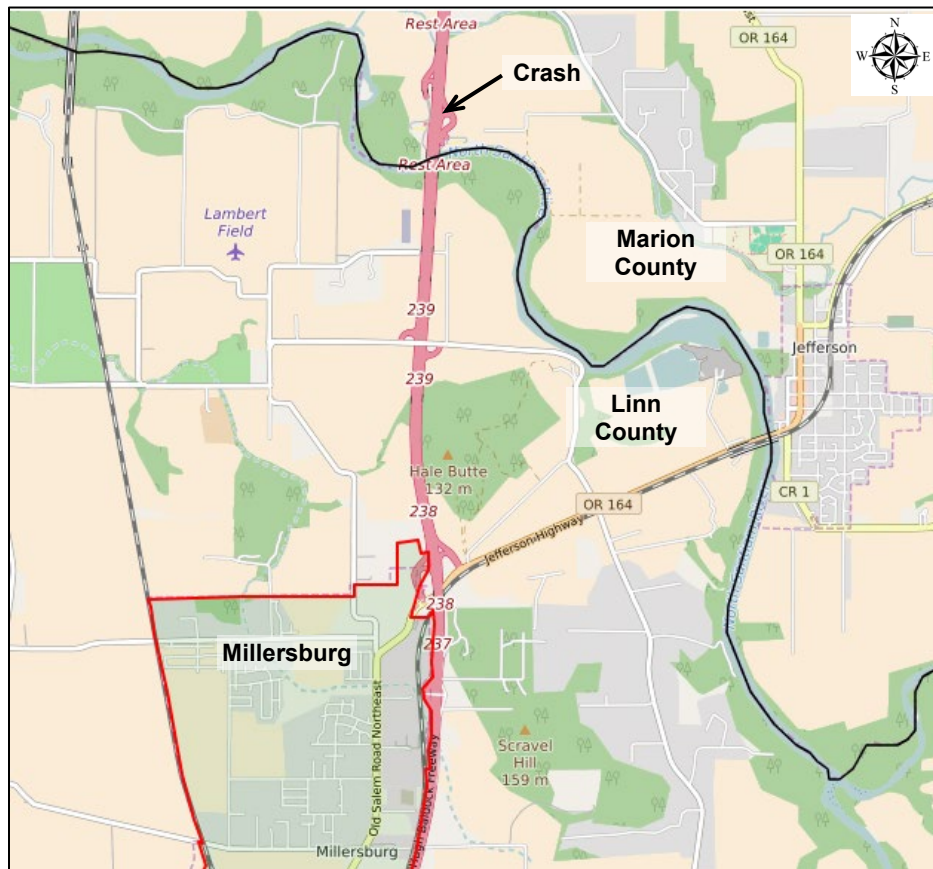 Rest Area
OR 164
N
W
E
S
Crash
Rest Area
Lambert
Field
Marion
County
OR 164
239
Jefferson
239
Linn
County
Hale Butte
132 m
OR 164
CR 1
238
Jefferson Highway
238
237
Millersburg
Old Salem Road Northeast
Scravel
Hill
159 m
Millersburg